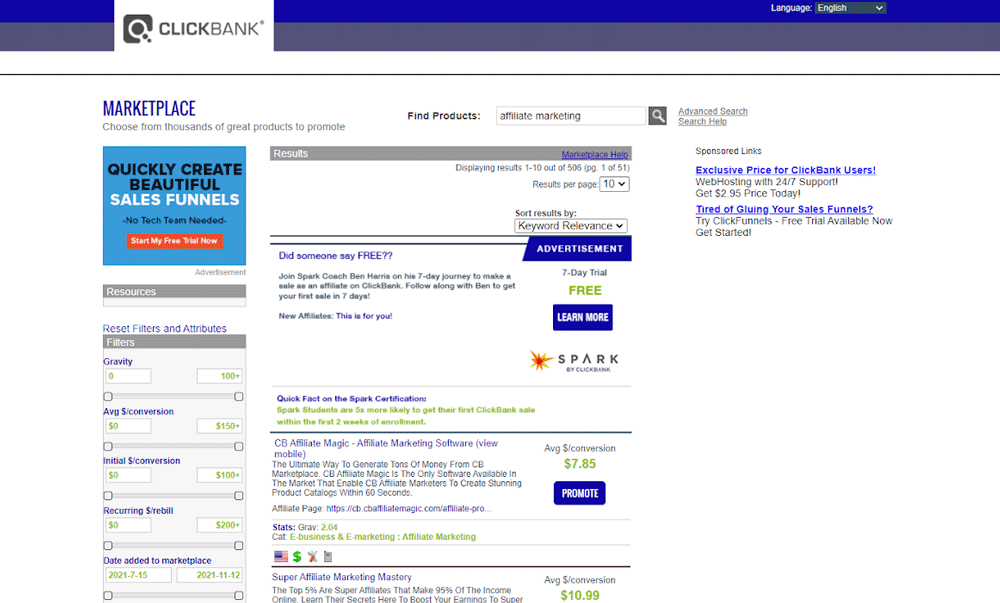 Language: English
CLICKBANK®
MARKETPLACE
Choose from thousands of great products to promote
Find Products: affiliate marketing
Advanced Search
Search Help
QUICKLY CREATE
BEAUTIFUL
SALES FUNNELS
-No Tech Team Needed-
Start My Free Trial Now
Advertisement
Resources
Reset Filters and Attributes
Filters
Gravity
0 100+
Avg $/conversion
$0 $150+
Initial $/conversion
$0 $100+
Recurring $/rebill
$0 $200+
Date added to marketplace
2021-7-15 2021-11-12
Results Marketplace Help
Displaying results 1-10 out of 506 (pg. 1 of 51)
Results per page: 10
Sort results by:
Keyword Relevance
ADVERTISEMENT
Did someone say FREE??
Join Spark Coach Ben Harris on his 7-day journey to make a
sale as an affiliate on ClickBank. Follow along with Ben to get
your first sale in 7 days!
New Affiliates: This is for you!
7-Day Trial
FREE
LEARN MORE
SPARK
BY CLICKBANK
Quick Fact on the Spark Certification:
Spark Students are 5x more likely to get their first ClickBank sale
within the first 2 weeks of enrollment.
CB Affiliate Magic - Affiliate Marketing Software (view
mobile)
The Ultimate Way To Generate Tons Of Money From CB
Marketplace. CB Affiliate Magic Is The Only Software Available In
The Market That Enable CB Affiliate Marketers To Create Stunning
Product Catalogs Within 60 Seconds.
Affiliate Page: https://cb.cbaffiliatemagic.com/affiliate-pro...
Avg $/conversion
$7.85
PROMOTE
Stats: Grav: 2.04
Cat: E-business & E-marketing : Affiliate Marketing
$
Super Affiliate Marketing Mastery
The Top 5% Are Super Affiliates That Make 95% Of The Income
Online. Learn Their Secrets Here To Boost Your Earnings To Super
Avg $/conversion
$10.99
Sponsored Links
Exclusive Price for ClickBank Users!
WebHosting with 24/7 Support!
Get $2.95 Price Today!
Tired of Gluing Your Sales Funnels?
Try ClickFunnels - Free Trial Available Now
Get Started!